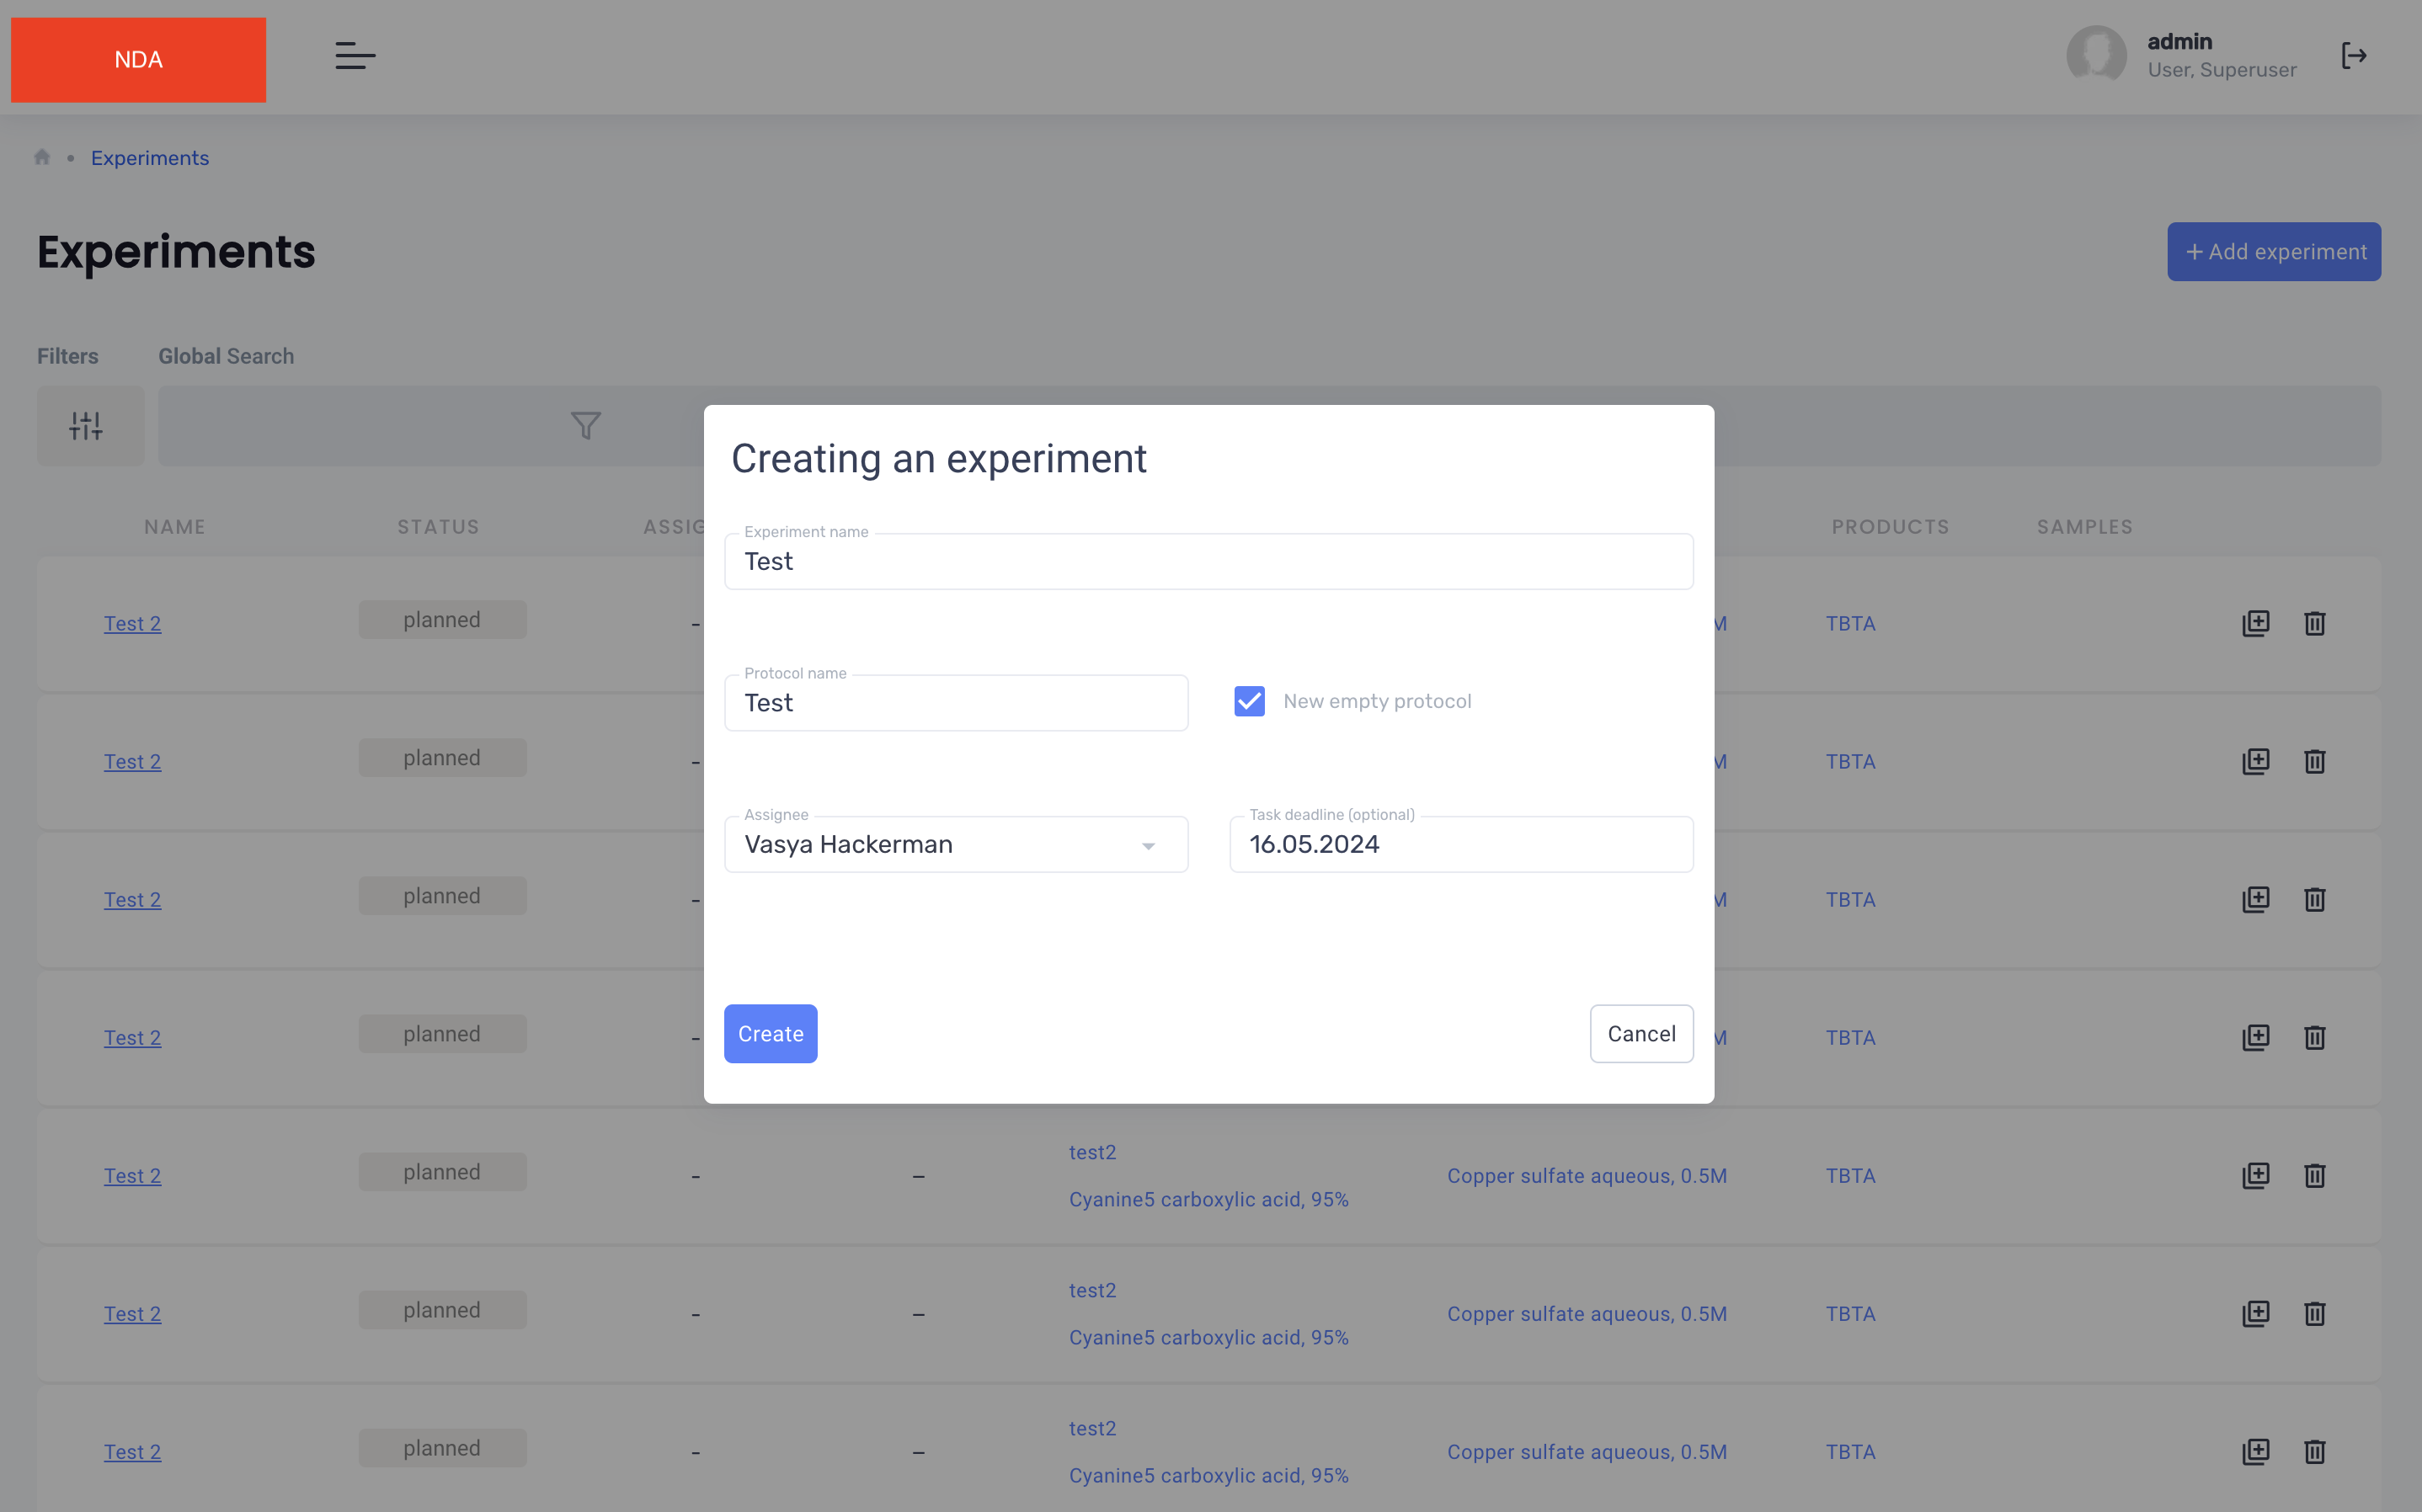 NDA
admin
User, Superuser
Experiments
Experiments
+ Add experiment
Filters Global Search
Creating an experiment
Experiment name
Test
Protocol name
Test
New empty protocol
Assignee
Vasya Hackerman
Task deadline (optional)
16.05.2024
Create Cancel
NAME STATUS ASSIG PRODUCTS SAMPLES
Test 2 planned - M TBTA
Test 2 planned - M TBTA
Test 2 planned - M TBTA
Test 2 planned - M TBTA
test2
Test 2 planned - – Copper sulfate aqueous, 0.5M TBTA
Cyanine5 carboxylic acid, 95%
test2
Test 2 planned - – Copper sulfate aqueous, 0.5M TBTA
Cyanine5 carboxylic acid, 95%
test2
Test 2 planned - – Copper sulfate aqueous, 0.5M TBTA
Cyanine5 carboxylic acid, 95%